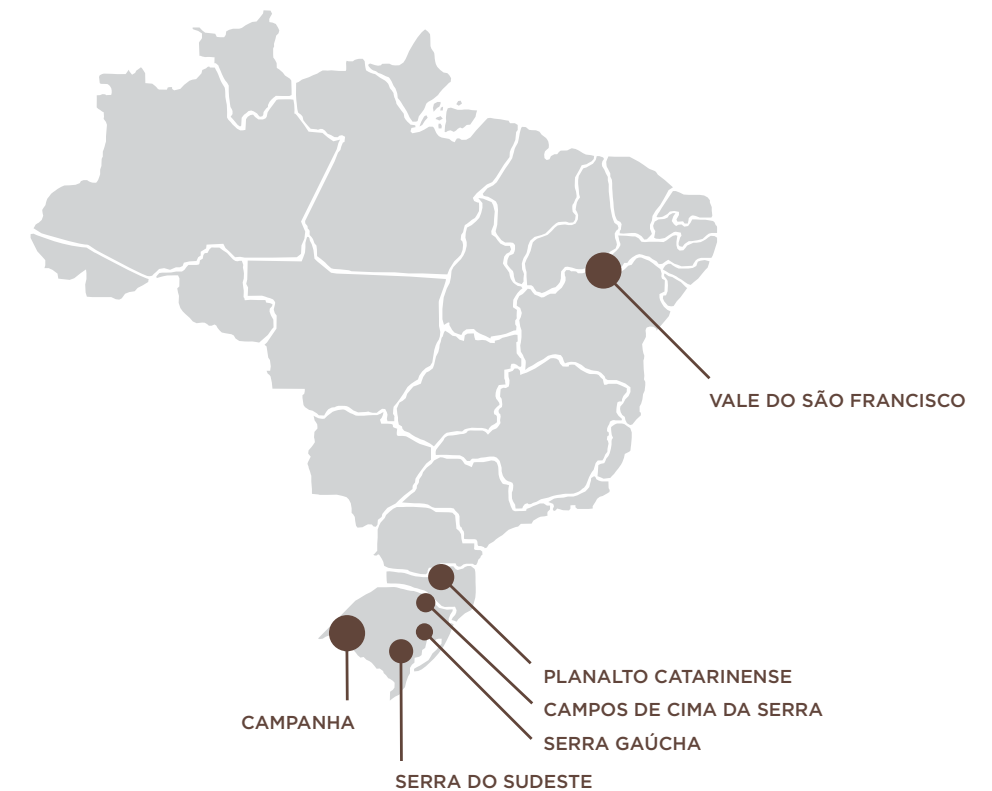 VALE DO SÃO FRANCISCO
PLANALTO CATARINENSE
CAMPOS DE CIMA DA SERRA
CAMPANHA
SERRA GAÚCHA
SERRA DO SUDESTE